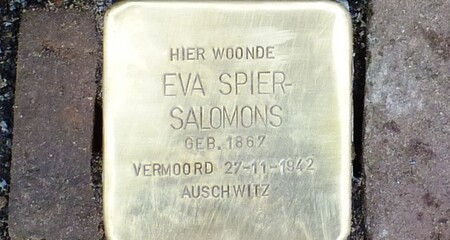 HIER WOONDE
EVA SPIER-
SALOMONS
GEB. 1867
VERMOORD 27-11-1942
AUSCHWITZ